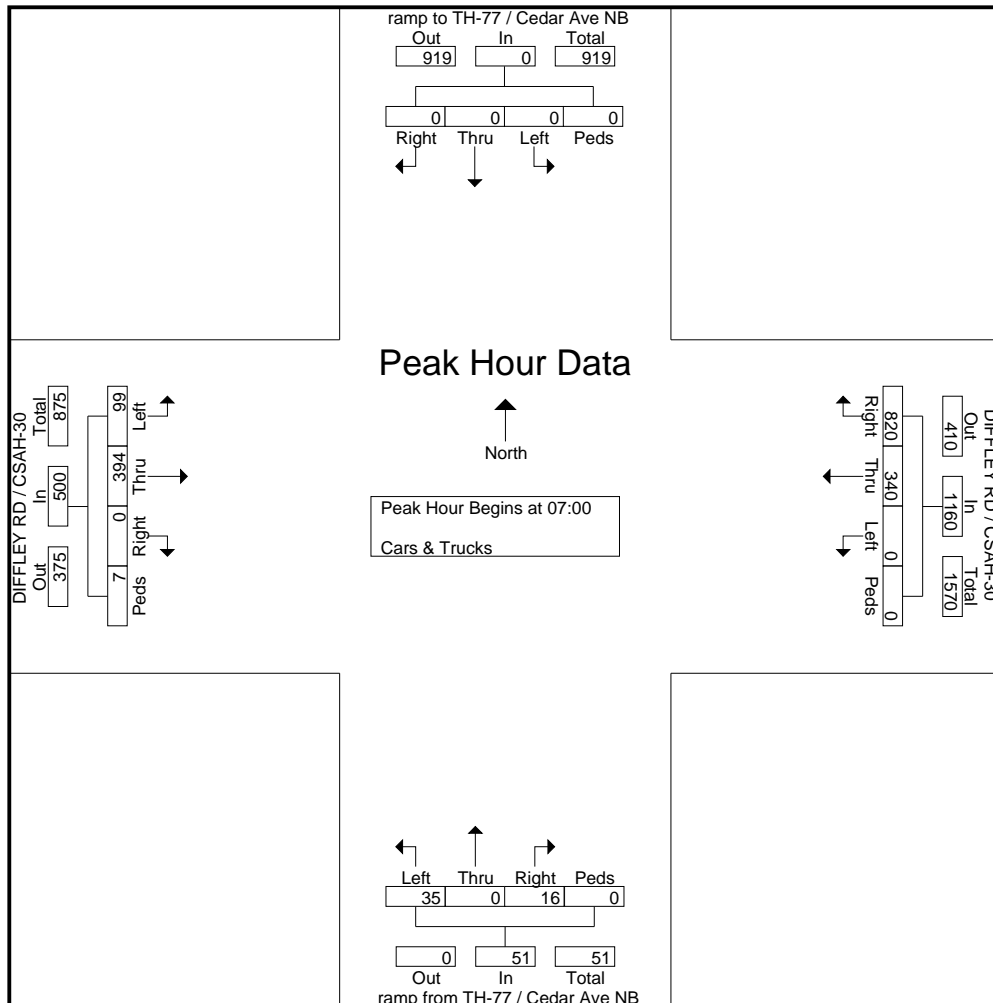 ramp to TH-77 / Cedar Ave NB
Out In Total
919 0 919
0 0 0 0
Right Thru Left Peds
Peak Hour Data
North
Peak Hour Begins at 07:00
Cars & Trucks
DIFFLEY RD / CSAH-30
Total In Out
875 500 375
99 394 0 7
Left Thru Right Peds
DIFFLEY RD / CSAH-30
Out In Total
410 1160 1570
820 340 0 0
Right Thru Left Peds
Left Thru Right Peds
35 0 16 0
0 51 51
Out In Total
ramp from TH-77 / Cedar Ave NB